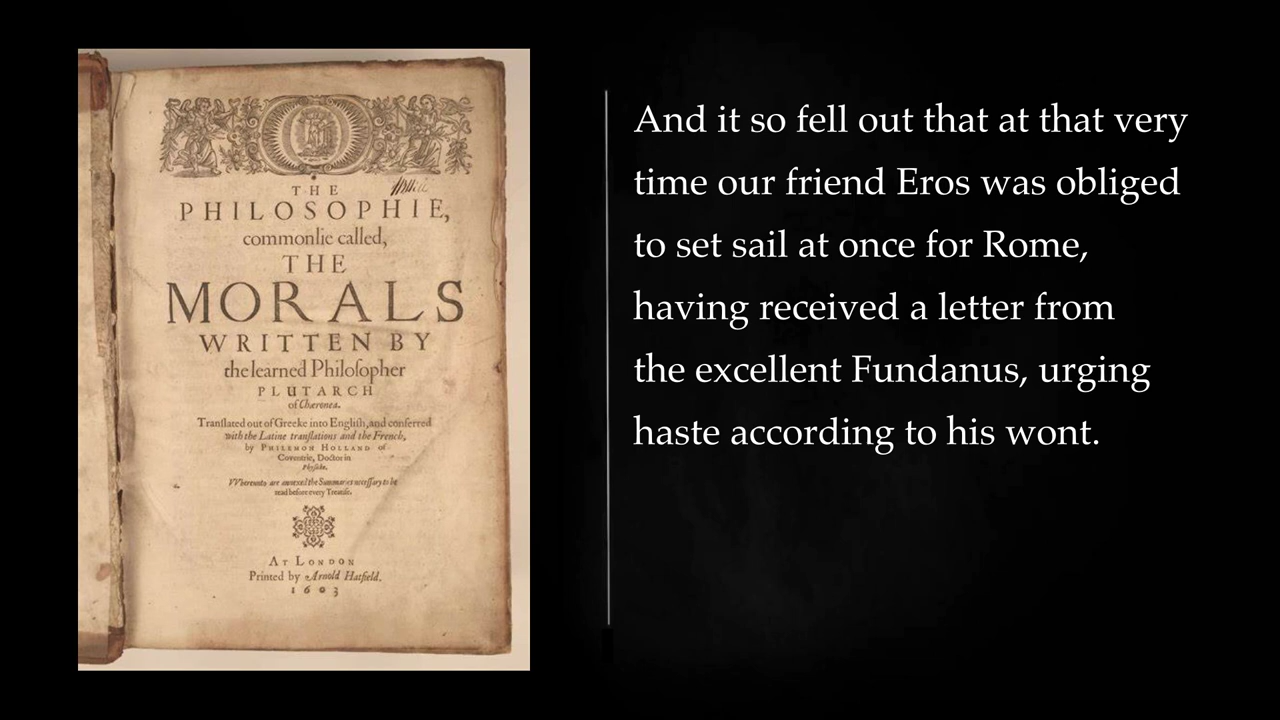 THE
PHILOSOPHIE,
commonlie called,
THE
MORALS
WRITTEN BY
the learned Philoſopher
PLUTARCH
of Chæronea.
Tranſlated out of Greeke into Engliſh, and conferred
with the Latine tranſlations and the French,
by PHILEMON HOLLAND of
Coventrie, Doctor in
Phyſicke.
VVhereunto are annexed the Summaries neceſſary to be
read before every Treatiſe.
AT LONDON
Printed by Arnold Hatfield.
1603
And it so fell out that at that very
time our friend Eros was obliged
to set sail at once for Rome,
having received a letter from
the excellent Fundanus, urging
haste according to his wont.